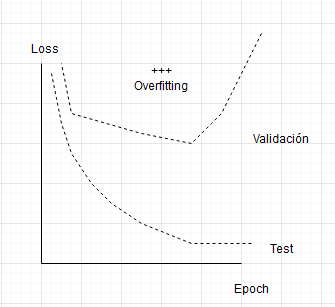 Loss
+++
Overfitting
Validación
Test
Epoch